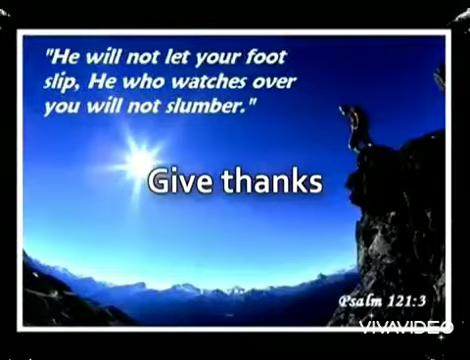 "He will not let your foot
slip, He who watches over
you will not slumber."
Give thanks
Psalm 121:3
VIVAVIDEO